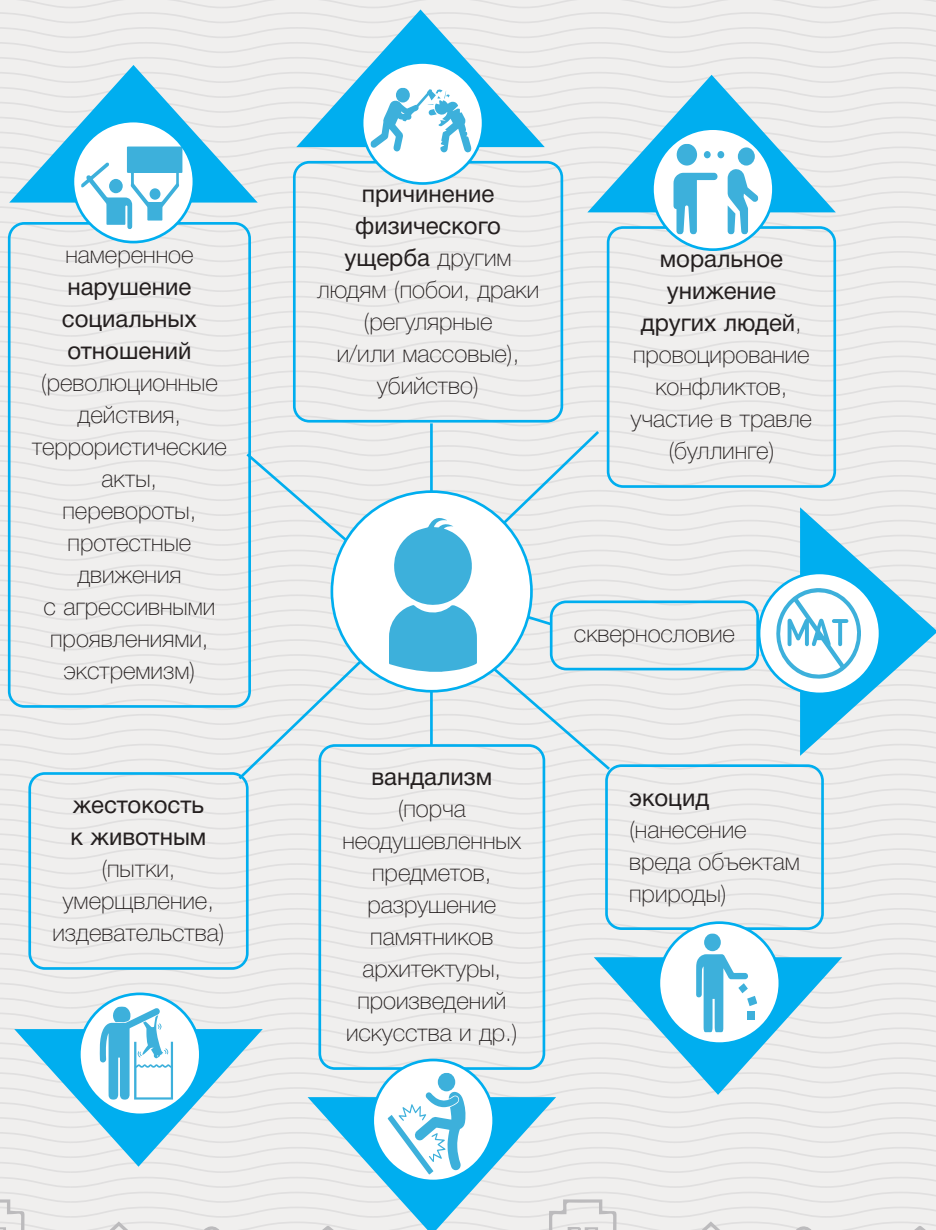 намеренное
нарушение
социальных
отношений
(революционные
действия,
террористические
акты,
перевороты,
протестные
движения
с агрессивными
проявлениями,
экстремизм)
причинение
физического
ущерба другим
людям (побои, драки
(регулярные
и/или массовые),
убийство)
моральное
унижение
других людей,
провоцирование
конфликтов,
участие в травле
(буллинге)
сквернословие
МАТ
жестокость
к животным
(пытки,
умерщвление,
издевательства)
вандализм
(порча
неодушевленных
предметов,
разрушение
памятников
архитектуры,
произведений
искусства и др.)
экоцид
(нанесение
вреда объектам
природы)